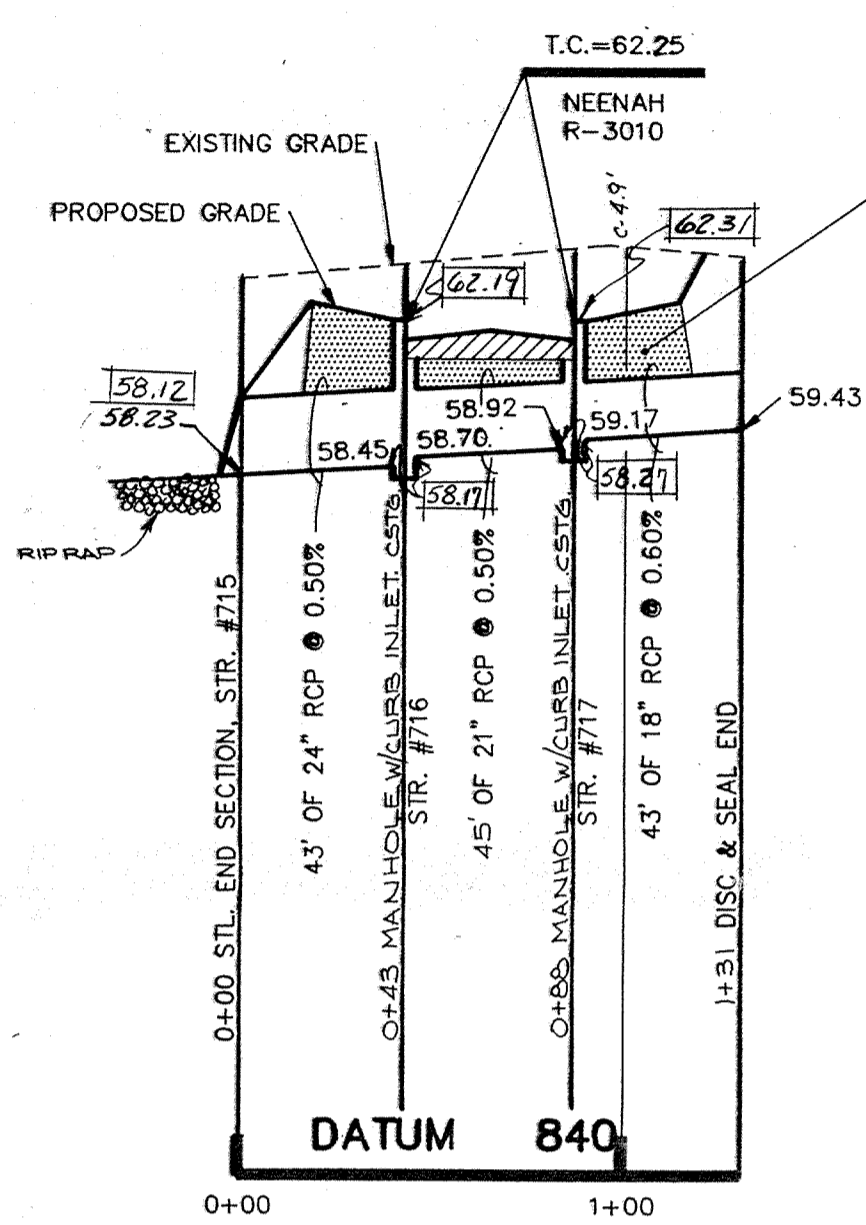 T.C.=62.25
NEENAH
R-3010
EXISTING GRADE
PROPOSED GRADE
C-4.9'
62.31
62.19
58.12
58.23
58.45
58.70
58.92
59.17
59.43
58.17
58.27
RIP RAP
0+00 STL. END SECTION, STR. #715
43' OF 24" RCP @ 0.50%
0+43 MANHOLE W/CURB INLET CSTG.
STR. #716
45' OF 21" RCP @ 0.50%
0+88 MANHOLE W/CURB INLET CSTG.
STR. #717
43' OF 18" RCP @ 0.60%
1+31 DISC & SEAL END
DATUM 840
0+00
1+00